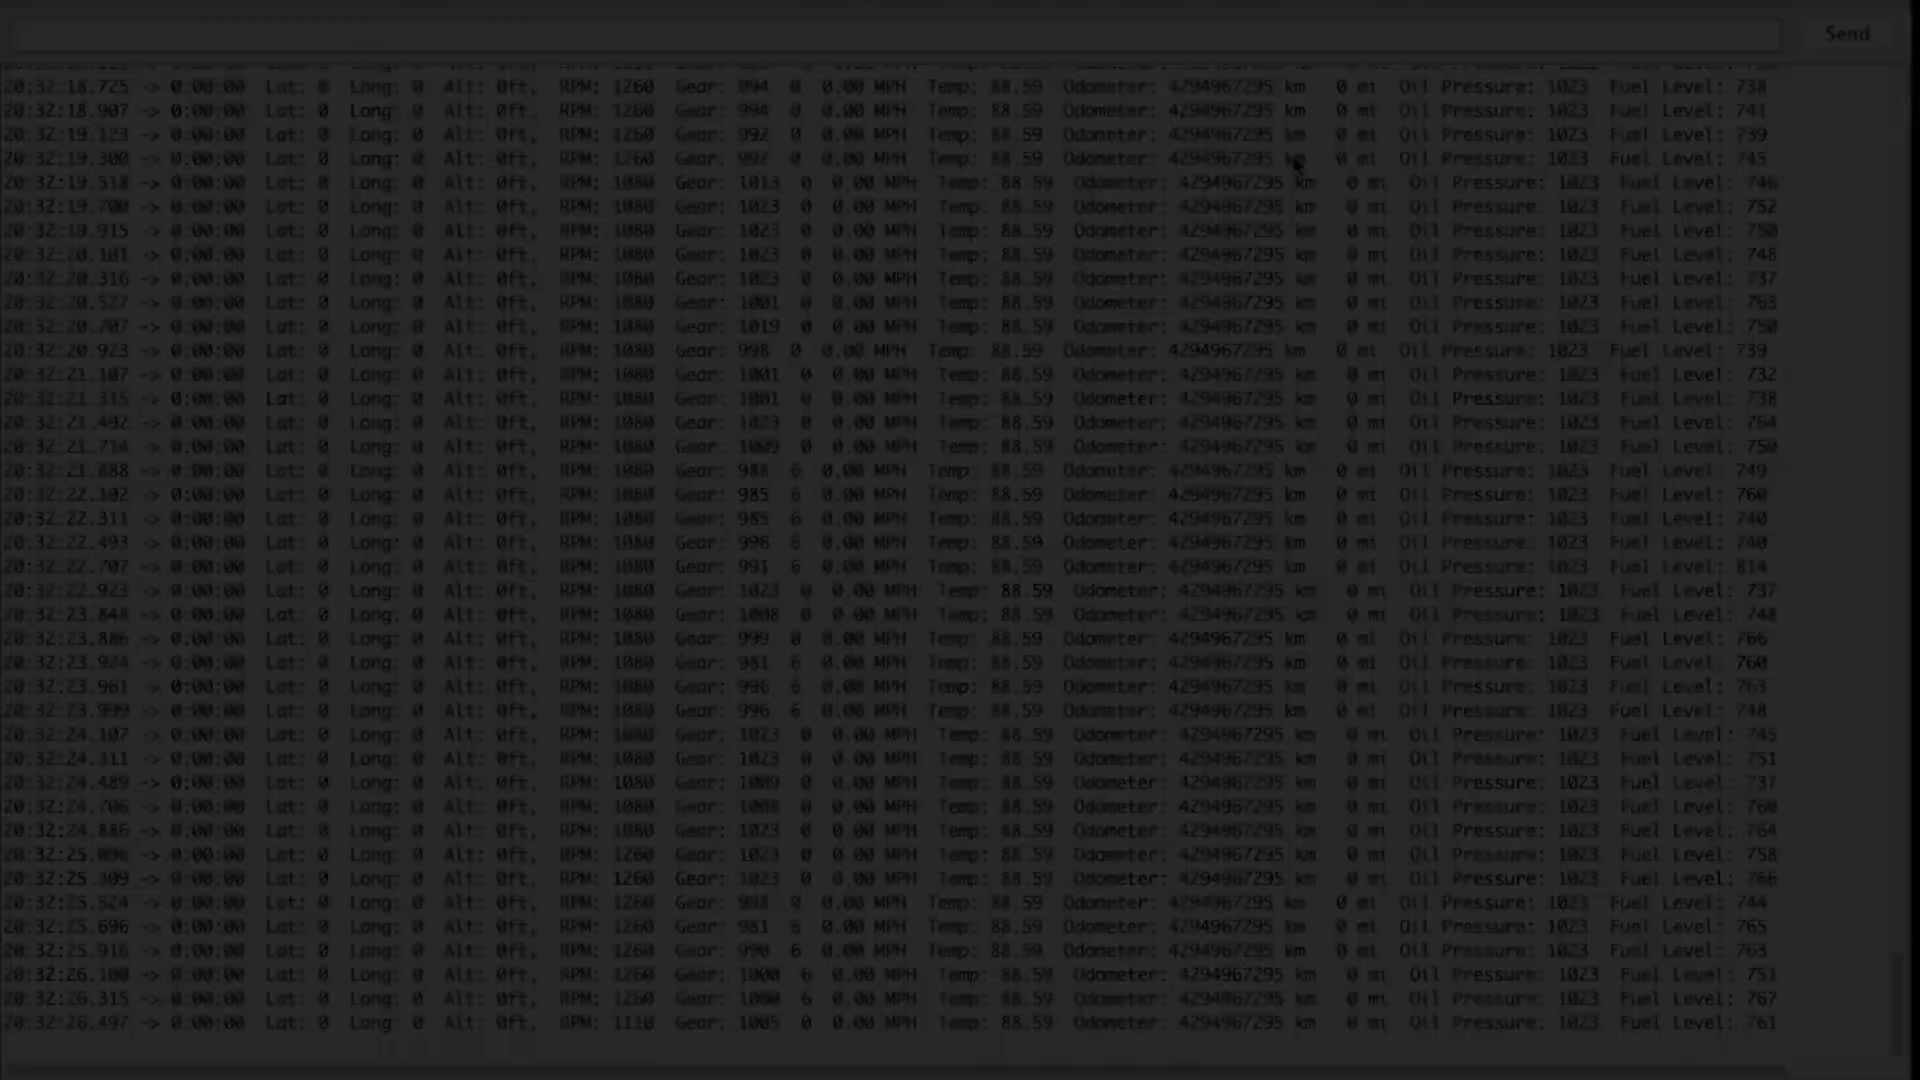 Send
20:32:18.725 -> 0:00:00 Lat: 0 Long: 0 Alt: 0ft, RPM: 1260 Gear: 994 0 0.00 MPH Temp: 88.59 Odometer: 4294967295 km 0 mi Oil Pressure: 1023 Fuel Level: 738
20:32:18.907 -> 0:00:00 Lat: 0 Long: 0 Alt: 0ft, RPM: 1260 Gear: 994 0 0.00 MPH Temp: 88.59 Odometer: 4294967295 km 0 mi Oil Pressure: 1023 Fuel Level: 741
20:32:19.123 -> 0:00:00 Lat: 0 Long: 0 Alt: 0ft, RPM: 1260 Gear: 992 0 0.00 MPH Temp: 88.59 Odometer: 4294967295 km 0 mi Oil Pressure: 1023 Fuel Level: 739
20:32:19.300 -> 0:00:00 Lat: 0 Long: 0 Alt: 0ft, RPM: 1260 Gear: 992 0 0.00 MPH Temp: 88.59 Odometer: 4294967295 km 0 mi Oil Pressure: 1023 Fuel Level: 745
20:32:19.518 -> 0:00:00 Lat: 0 Long: 0 Alt: 0ft, RPM: 1080 Gear: 1013 0 0.00 MPH Temp: 88.59 Odometer: 4294967295 km 0 mi Oil Pressure: 1023 Fuel Level: 746
20:32:19.700 -> 0:00:00 Lat: 0 Long: 0 Alt: 0ft, RPM: 1080 Gear: 1023 0 0.00 MPH Temp: 88.59 Odometer: 4294967295 km 0 mi Oil Pressure: 1023 Fuel Level: 752
20:32:19.915 -> 0:00:00 Lat: 0 Long: 0 Alt: 0ft, RPM: 1080 Gear: 1023 0 0.00 MPH Temp: 88.59 Odometer: 4294967295 km 0 mi Oil Pressure: 1023 Fuel Level: 750
20:32:20.101 -> 0:00:00 Lat: 0 Long: 0 Alt: 0ft, RPM: 1080 Gear: 1023 0 0.00 MPH Temp: 88.59 Odometer: 4294967295 km 0 mi Oil Pressure: 1023 Fuel Level: 748
20:32:20.316 -> 0:00:00 Lat: 0 Long: 0 Alt: 0ft, RPM: 1080 Gear: 1023 0 0.00 MPH Temp: 88.59 Odometer: 4294967295 km 0 mi Oil Pressure: 1023 Fuel Level: 737
20:32:20.527 -> 0:00:00 Lat: 0 Long: 0 Alt: 0ft, RPM: 1080 Gear: 1001 0 0.00 MPH Temp: 88.59 Odometer: 4294967295 km 0 mi Oil Pressure: 1023 Fuel Level: 763
20:32:20.707 -> 0:00:00 Lat: 0 Long: 0 Alt: 0ft, RPM: 1080 Gear: 1019 0 0.00 MPH Temp: 88.59 Odometer: 4294967295 km 0 mi Oil Pressure: 1023 Fuel Level: 750
20:32:20.923 -> 0:00:00 Lat: 0 Long: 0 Alt: 0ft, RPM: 1080 Gear: 998 0 0.00 MPH Temp: 88.59 Odometer: 4294967295 km 0 mi Oil Pressure: 1023 Fuel Level: 739
20:32:21.107 -> 0:00:00 Lat: 0 Long: 0 Alt: 0ft, RPM: 1080 Gear: 1001 0 0.00 MPH Temp: 88.59 Odometer: 4294967295 km 0 mi Oil Pressure: 1023 Fuel Level: 732
20:32:21.315 -> 0:00:00 Lat: 0 Long: 0 Alt: 0ft, RPM: 1080 Gear: 1001 0 0.00 MPH Temp: 88.59 Odometer: 4294967295 km 0 mi Oil Pressure: 1023 Fuel Level: 738
20:32:21.492 -> 0:00:00 Lat: 0 Long: 0 Alt: 0ft, RPM: 1080 Gear: 1023 0 0.00 MPH Temp: 88.59 Odometer: 4294967295 km 0 mi Oil Pressure: 1023 Fuel Level: 764
20:32:21.714 -> 0:00:00 Lat: 0 Long: 0 Alt: 0ft, RPM: 1080 Gear: 1009 0 0.00 MPH Temp: 88.59 Odometer: 4294967295 km 0 mi Oil Pressure: 1023 Fuel Level: 750
20:32:21.888 -> 0:00:00 Lat: 0 Long: 0 Alt: 0ft, RPM: 1080 Gear: 988 6 0.00 MPH Temp: 88.59 Odometer: 4294967295 km 0 mi Oil Pressure: 1023 Fuel Level: 749
20:32:22.102 -> 0:00:00 Lat: 0 Long: 0 Alt: 0ft, RPM: 1080 Gear: 985 6 0.00 MPH Temp: 88.59 Odometer: 4294967295 km 0 mi Oil Pressure: 1023 Fuel Level: 760
20:32:22.311 -> 0:00:00 Lat: 0 Long: 0 Alt: 0ft, RPM: 1080 Gear: 985 6 0.00 MPH Temp: 88.59 Odometer: 4294967295 km 0 mi Oil Pressure: 1023 Fuel Level: 740
20:32:22.493 -> 0:00:00 Lat: 0 Long: 0 Alt: 0ft, RPM: 1080 Gear: 996 6 0.00 MPH Temp: 88.59 Odometer: 4294967295 km 0 mi Oil Pressure: 1023 Fuel Level: 740
20:32:22.707 -> 0:00:00 Lat: 0 Long: 0 Alt: 0ft, RPM: 1080 Gear: 991 6 0.00 MPH Temp: 88.59 Odometer: 4294967295 km 0 mi Oil Pressure: 1023 Fuel Level: 814
20:32:22.923 -> 0:00:00 Lat: 0 Long: 0 Alt: 0ft, RPM: 1080 Gear: 1023 0 0.00 MPH Temp: 88.59 Odometer: 4294967295 km 0 mi Oil Pressure: 1023 Fuel Level: 737
20:32:23.848 -> 0:00:00 Lat: 0 Long: 0 Alt: 0ft, RPM: 1080 Gear: 1008 0 0.00 MPH Temp: 88.59 Odometer: 4294967295 km 0 mi Oil Pressure: 1023 Fuel Level: 748
20:32:23.886 -> 0:00:00 Lat: 0 Long: 0 Alt: 0ft, RPM: 1080 Gear: 999 0 0.00 MPH Temp: 88.59 Odometer: 4294967295 km 0 mi Oil Pressure: 1023 Fuel Level: 766
20:32:23.924 -> 0:00:00 Lat: 0 Long: 0 Alt: 0ft, RPM: 1080 Gear: 981 6 0.00 MPH Temp: 88.59 Odometer: 4294967295 km 0 mi Oil Pressure: 1023 Fuel Level: 760
20:32:23.961 -> 0:00:00 Lat: 0 Long: 0 Alt: 0ft, RPM: 1080 Gear: 996 6 0.00 MPH Temp: 88.59 Odometer: 4294967295 km 0 mi Oil Pressure: 1023 Fuel Level: 763
20:32:23.999 -> 0:00:00 Lat: 0 Long: 0 Alt: 0ft, RPM: 1080 Gear: 996 6 0.00 MPH Temp: 88.59 Odometer: 4294967295 km 0 mi Oil Pressure: 1023 Fuel Level: 748
20:32:24.107 -> 0:00:00 Lat: 0 Long: 0 Alt: 0ft, RPM: 1080 Gear: 1023 0 0.00 MPH Temp: 88.59 Odometer: 4294967295 km 0 mi Oil Pressure: 1023 Fuel Level: 745
20:32:24.311 -> 0:00:00 Lat: 0 Long: 0 Alt: 0ft, RPM: 1080 Gear: 1023 0 0.00 MPH Temp: 88.59 Odometer: 4294967295 km 0 mi Oil Pressure: 1023 Fuel Level: 751
20:32:24.489 -> 0:00:00 Lat: 0 Long: 0 Alt: 0ft, RPM: 1080 Gear: 1009 0 0.00 MPH Temp: 88.59 Odometer: 4294967295 km 0 mi Oil Pressure: 1023 Fuel Level: 737
20:32:24.706 -> 0:00:00 Lat: 0 Long: 0 Alt: 0ft, RPM: 1080 Gear: 1008 0 0.00 MPH Temp: 88.59 Odometer: 4294967295 km 0 mi Oil Pressure: 1023 Fuel Level: 760
20:32:24.886 -> 0:00:00 Lat: 0 Long: 0 Alt: 0ft, RPM: 1080 Gear: 1023 0 0.00 MPH Temp: 88.59 Odometer: 4294967295 km 0 mi Oil Pressure: 1023 Fuel Level: 764
20:32:25.096 -> 0:00:00 Lat: 0 Long: 0 Alt: 0ft, RPM: 1260 Gear: 1023 0 0.00 MPH Temp: 88.59 Odometer: 4294967295 km 0 mi Oil Pressure: 1023 Fuel Level: 758
20:32:25.309 -> 0:00:00 Lat: 0 Long: 0 Alt: 0ft, RPM: 1260 Gear: 1023 0 0.00 MPH Temp: 88.59 Odometer: 4294967295 km 0 mi Oil Pressure: 1023 Fuel Level: 766
20:32:25.524 -> 0:00:00 Lat: 0 Long: 0 Alt: 0ft, RPM: 1260 Gear: 998 0 0.00 MPH Temp: 88.59 Odometer: 4294967295 km 0 mi Oil Pressure: 1023 Fuel Level: 744
20:32:25.696 -> 0:00:00 Lat: 0 Long: 0 Alt: 0ft, RPM: 1260 Gear: 981 6 0.00 MPH Temp: 88.59 Odometer: 4294967295 km 0 mi Oil Pressure: 1023 Fuel Level: 765
20:32:25.916 -> 0:00:00 Lat: 0 Long: 0 Alt: 0ft, RPM: 1260 Gear: 990 6 0.00 MPH Temp: 88.59 Odometer: 4294967295 km 0 mi Oil Pressure: 1023 Fuel Level: 763
20:32:26.100 -> 0:00:00 Lat: 0 Long: 0 Alt: 0ft, RPM: 1260 Gear: 1000 6 0.00 MPH Temp: 88.59 Odometer: 4294967295 km 0 mi Oil Pressure: 1023 Fuel Level: 751
20:32:26.315 -> 0:00:00 Lat: 0 Long: 0 Alt: 0ft, RPM: 1260 Gear: 1000 6 0.00 MPH Temp: 88.59 Odometer: 4294967295 km 0 mi Oil Pressure: 1023 Fuel Level: 767
20:32:26.497 -> 0:00:00 Lat: 0 Long: 0 Alt: 0ft, RPM: 1110 Gear: 1005 0 0.00 MPH Temp: 88.59 Odometer: 4294967295 km 0 mi Oil Pressure: 1023 Fuel Level: 761